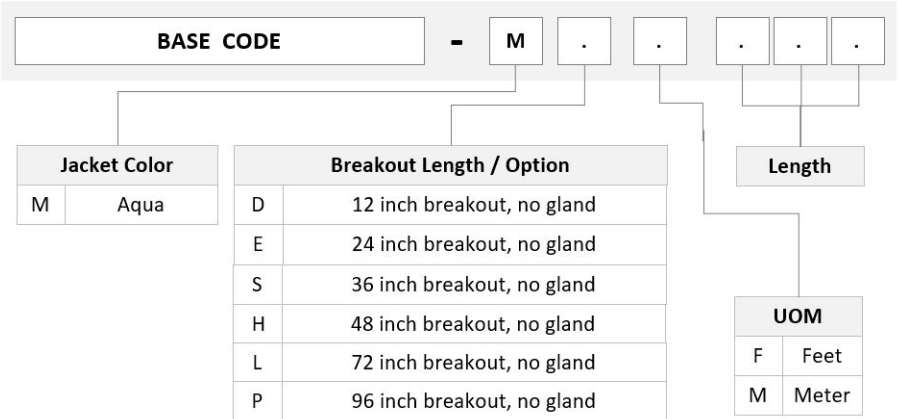 BASE CODE - M . . . . .
Jacket Color
M Aqua
Breakout Length / Option
D 12 inch breakout, no gland
E 24 inch breakout, no gland
S 36 inch breakout, no gland
H 48 inch breakout, no gland
L 72 inch breakout, no gland
P 96 inch breakout, no gland
Length
UOM
F Feet
M Meter